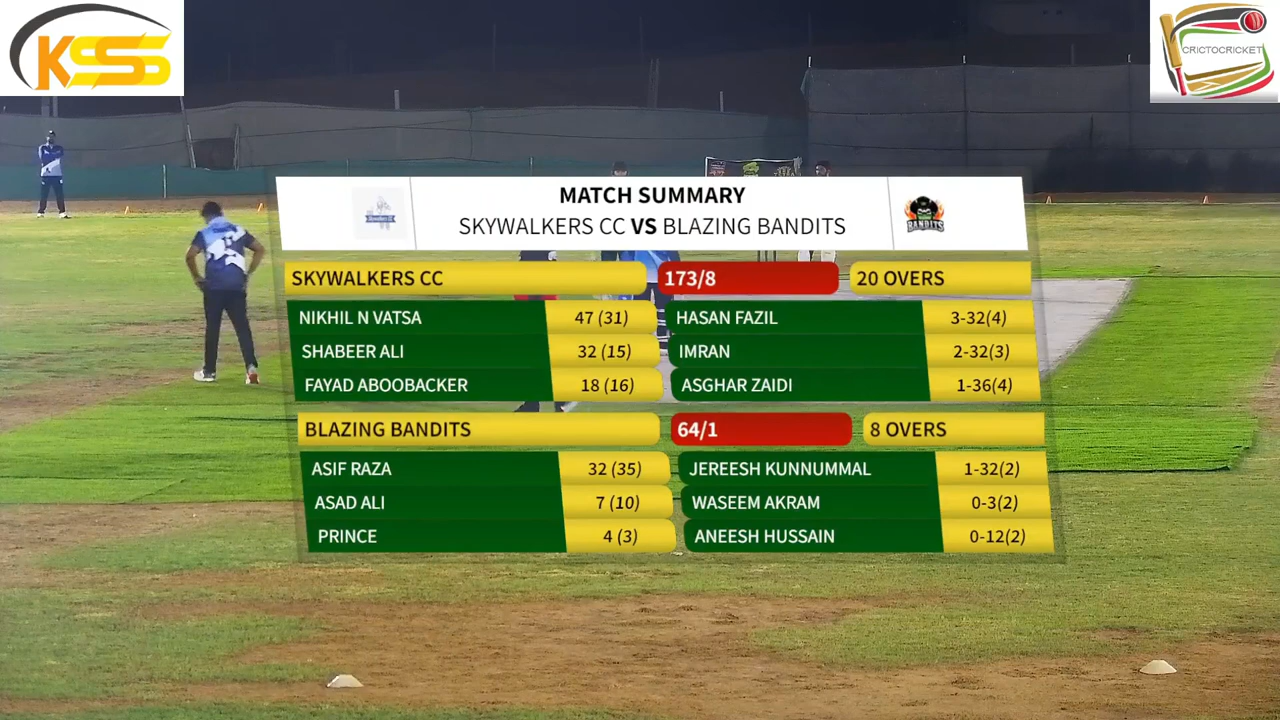 KSS
CRICTOCRICKET
MATCH SUMMARY
SKYWALKERS CC VS BLAZING BANDITS
BANDITS
SKYWALKERS CC 173/8 20 OVERS
NIKHIL N VATSA 47 (31) HASAN FAZIL 3-32(4)
SHABEER ALI 32 (15) IMRAN 2-32(3)
FAYAD ABOOBACKER 18 (16) ASGHAR ZAIDI 1-36(4)
BLAZING BANDITS 64/1 8 OVERS
ASIF RAZA 32 (35) JEREESH KUNNUMMAL 1-32(2)
ASAD ALI 7 (10) WASEEM AKRAM 0-3(2)
PRINCE 4 (3) ANEESH HUSSAIN 0-12(2)